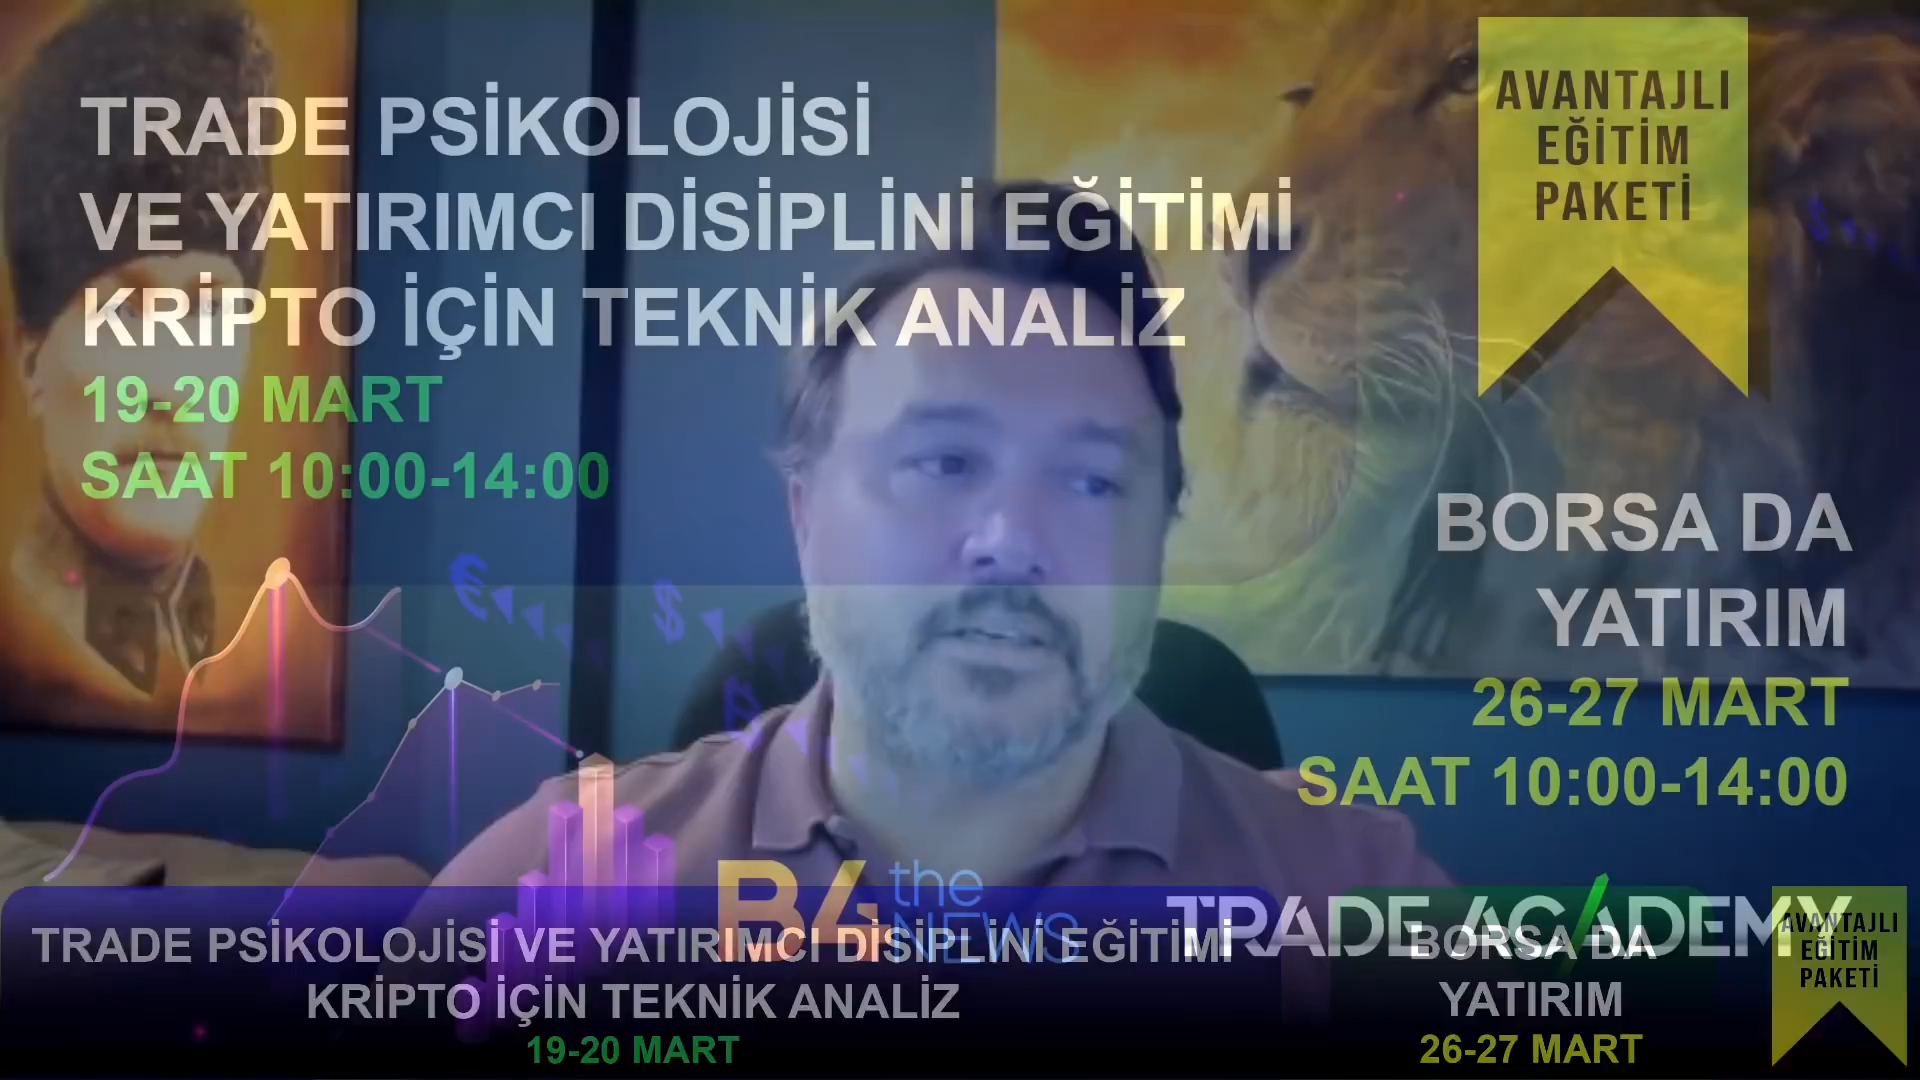 TRADE PSİKOLOJİSİ
VE YATIRIMCI DİSİPLİNİ EĞİTİMİ
KRİPTO İÇİN TEKNİK ANALİZ
19-20 MART
SAAT 10:00-14:00
AVANTAJLI
EĞİTİM
PAKETİ
BORSA DA
YATIRIM
26-27 MART
SAAT 10:00-14:00
B4 the
NEWS
TRADE ACADEMY
TRADE PSİKOLOJİSİ VE YATIRIMCI DİSİPLİNİ EĞİTİMİ
KRİPTO İÇİN TEKNİK ANALİZ
19-20 MART
BORSA DA
YATIRIM
26-27 MART
AVANTAJLI
EĞİTİM
PAKETİ